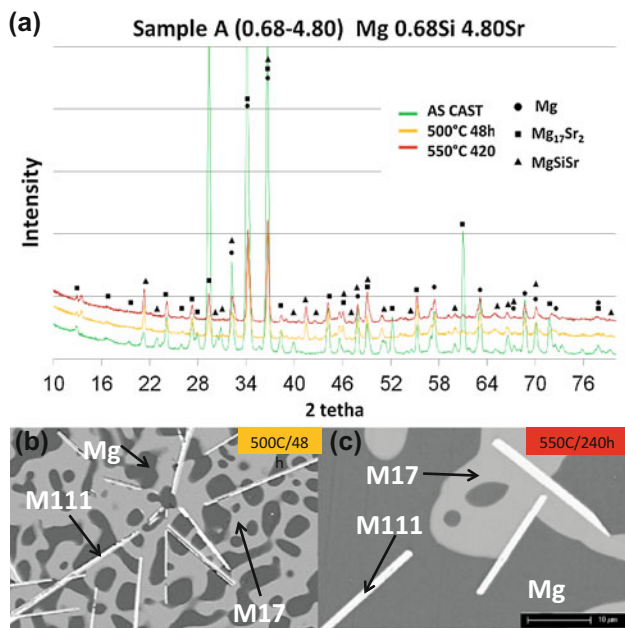 (a)
Sample A (0.68-4.80) Mg 0.68Si 4.80Sr
AS CAST
500°C 48h
550°C 420
Mg
Mg17Sr2
MgSiSr
Intensity
10 16 22 28 34 40 46 52 58 64 70 76
2 tetha
(b)
Mg
500C/48
h
M111
M17
(c)
550C/240h
M17
M111
Mg
10 µm